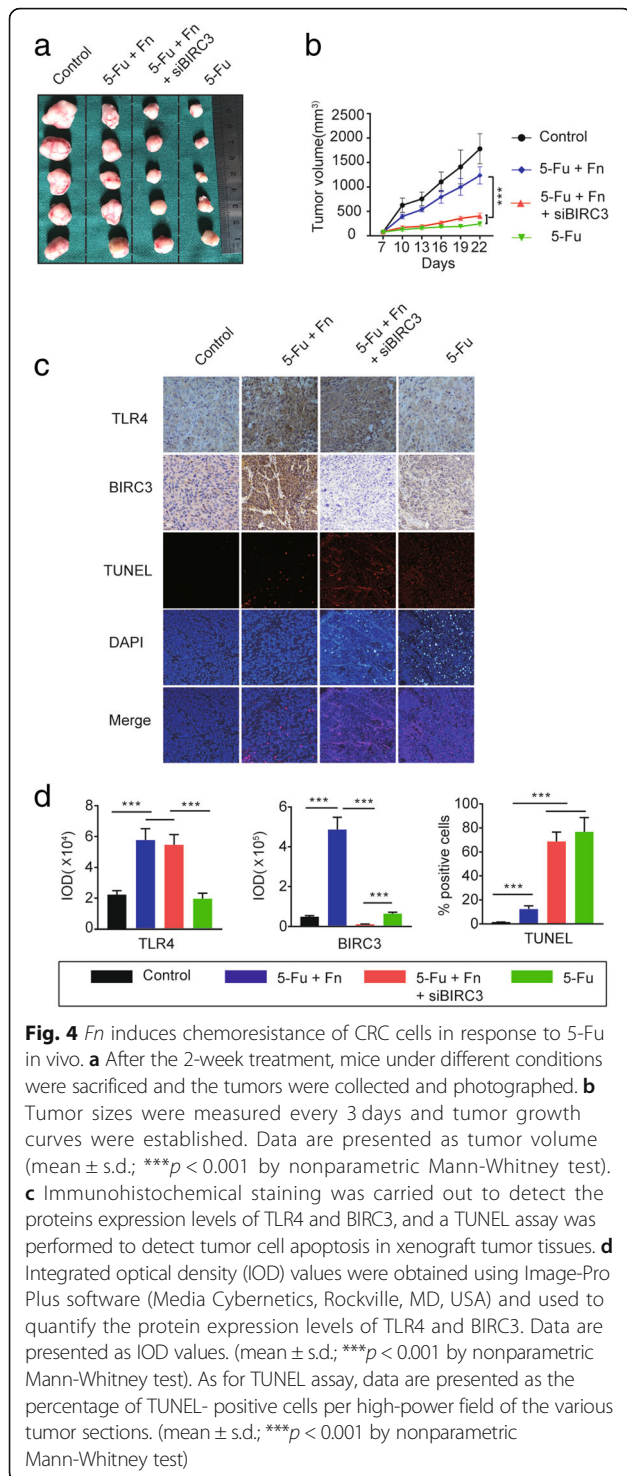 a
Control
5-Fu + Fn
5-Fu + Fn
+ siBIRC3
5-Fu
b
Tumor volume(mm³)
2500
2000
1500
1000
500
0
7 10 13 16 19 22
Days
***
Control
5-Fu + Fn
5-Fu + Fn
+ siBIRC3
5-Fu
c
Control
5-Fu + Fn
5-Fu + Fn
+ siBIRC3
5-Fu
TLR4
BIRC3
TUNEL
DAPI
Merge
d
IOD( ×10⁴)
8
6
4
2
0
*** ***
TLR4
IOD( ×10⁵)
6
4
2
0
*** ***
***
BIRC3
% positive cells
100
80
60
40
20
0
***
***
TUNEL
Control
5-Fu + Fn
5-Fu + Fn
+ siBIRC3
5-Fu
Fig. 4 Fn induces chemoresistance of CRC cells in response to 5-Fu
in vivo. a After the 2-week treatment, mice under different conditions
were sacrificed and the tumors were collected and photographed. b
Tumor sizes were measured every 3 days and tumor growth
curves were established. Data are presented as tumor volume
(mean ± s.d.; ***p < 0.001 by nonparametric Mann-Whitney test).
c Immunohistochemical staining was carried out to detect the
proteins expression levels of TLR4 and BIRC3, and a TUNEL assay was
performed to detect tumor cell apoptosis in xenograft tumor tissues. d
Integrated optical density (IOD) values were obtained using Image-Pro
Plus software (Media Cybernetics, Rockville, MD, USA) and used to
quantify the protein expression levels of TLR4 and BIRC3. Data are
presented as IOD values. (mean ± s.d.; ***p < 0.001 by nonparametric
Mann-Whitney test). As for TUNEL assay, data are presented as the
percentage of TUNEL- positive cells per high-power field of the various
tumor sections. (mean ± s.d.; ***p < 0.001 by nonparametric
Mann-Whitney test)